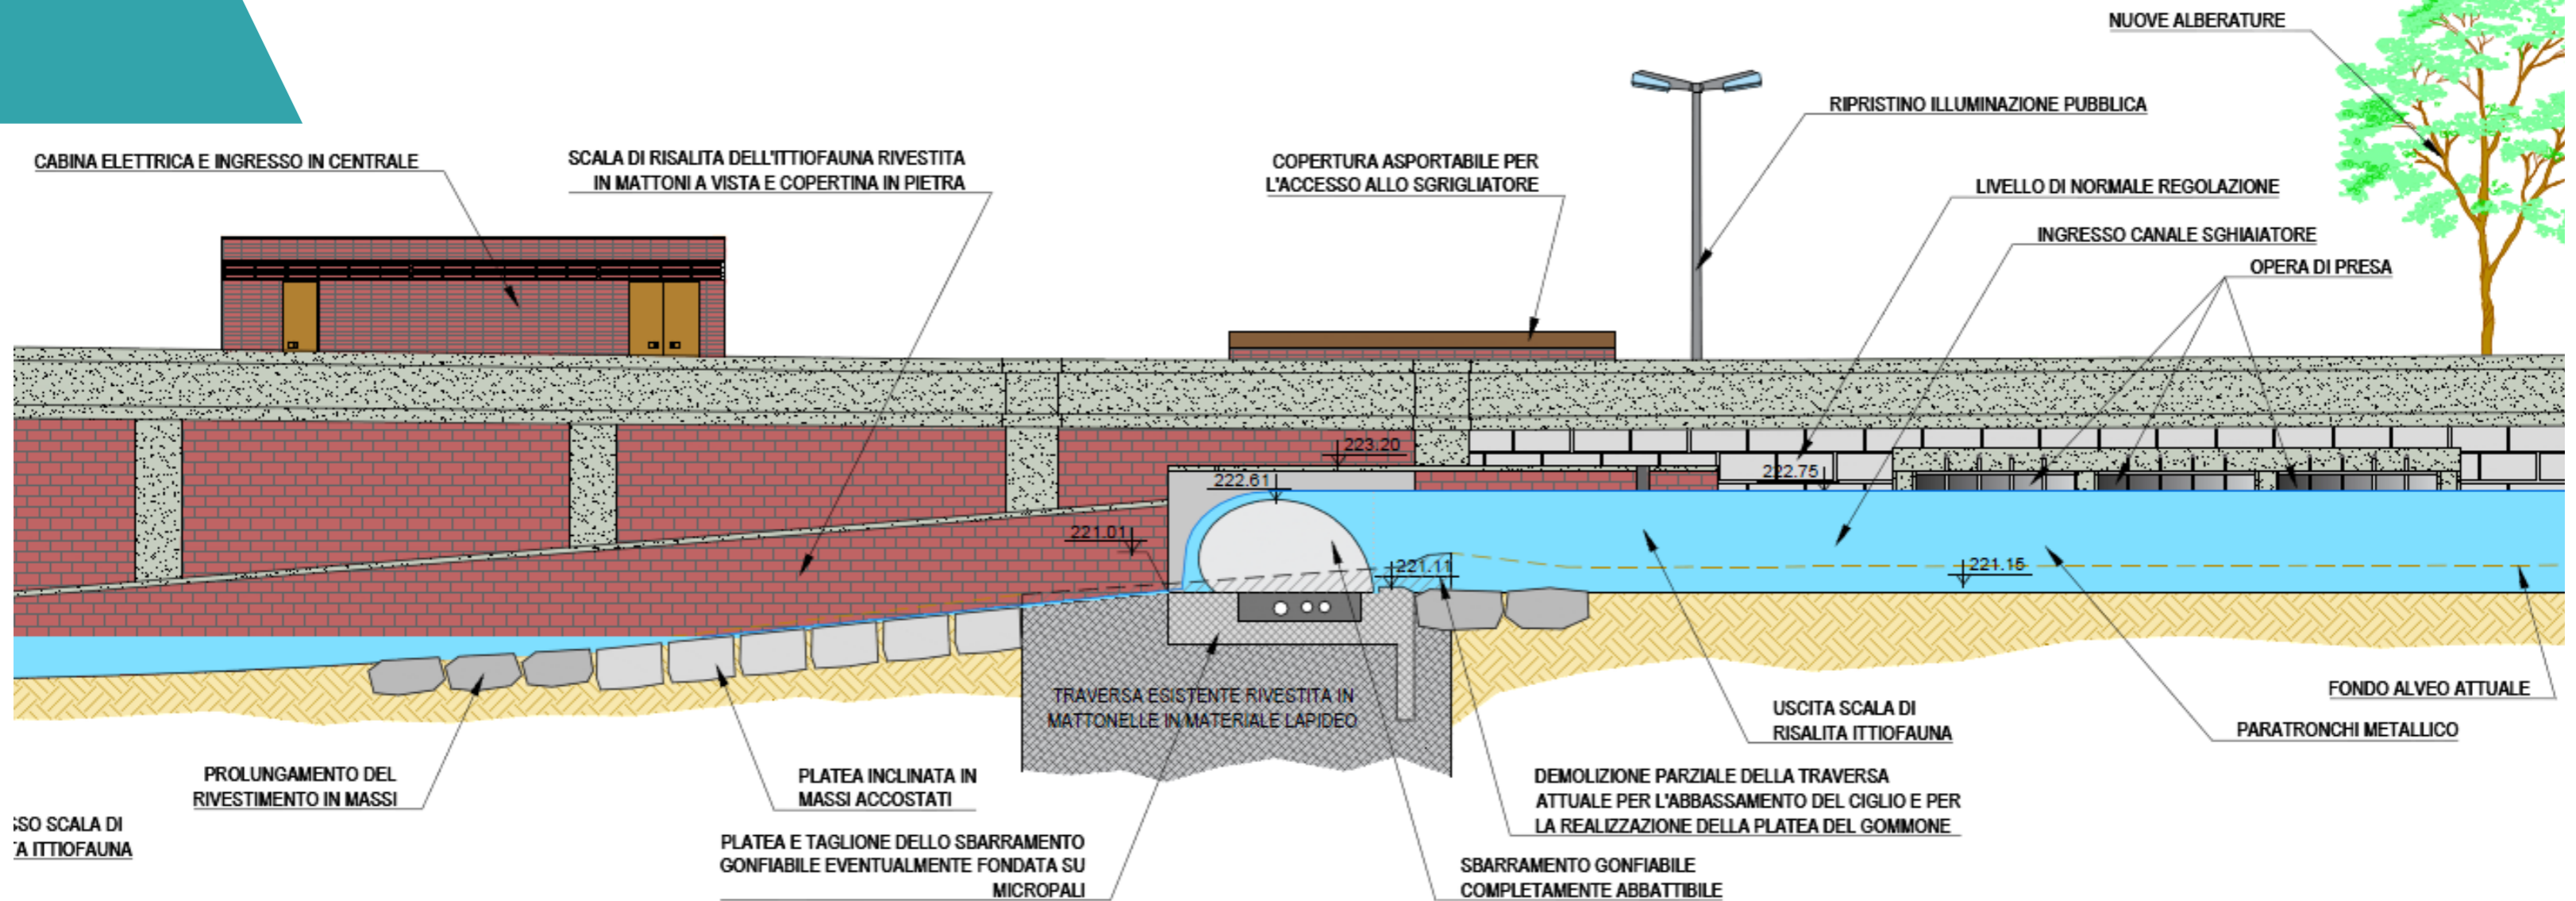 NUOVE ALBERATURE
RIPRISTINO ILLUMINAZIONE PUBBLICA
CABINA ELETTRICA E INGRESSO IN CENTRALE
SCALA DI RISALITA DELL'ITTIOFAUNA RIVESTITA
IN MATTONI A VISTA E COPERTINA IN PIETRA
COPERTURA ASPORTABILE PER
L'ACCESSO ALLO SGRIGLIATORE
LIVELLO DI NORMALE REGOLAZIONE
INGRESSO CANALE SGHIAIATORE
OPERA DI PRESA
223.20
222.75
222.61
221.01
221.11
221.15
TRAVERSA ESISTENTE RIVESTITA IN
MATTONELLE IN MATERIALE LAPIDEO
FONDO ALVEO ATTUALE
PARATRONCHI METALLICO
USCITA SCALA DI
RISALITA ITTIOFAUNA
PROLUNGAMENTO DEL
RIVESTIMENTO IN MASSI
PLATEA INCLINATA IN
MASSI ACCOSTATI
DEMOLIZIONE PARZIALE DELLA TRAVERSA
ATTUALE PER L'ABBASSAMENTO DEL CIGLIO E PER
LA REALIZZAZIONE DELLA PLATEA DEL GOMMONE
SSO SCALA DI
TA ITTIOFAUNA
PLATEA E TAGLIONE DELLO SBARRAMENTO
GONFIABILE EVENTUALMENTE FONDATA SU
MICROPALI
SBARRAMENTO GONFIABILE
COMPLETAMENTE ABBATTIBILE